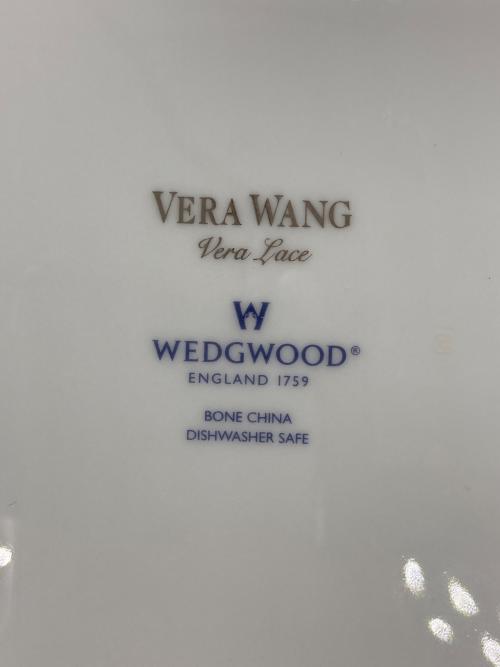 VERA WANG
Vera Lace
W
WEDGWOOD®
ENGLAND 1759
BONE CHINA
DISHWASHER SAFE